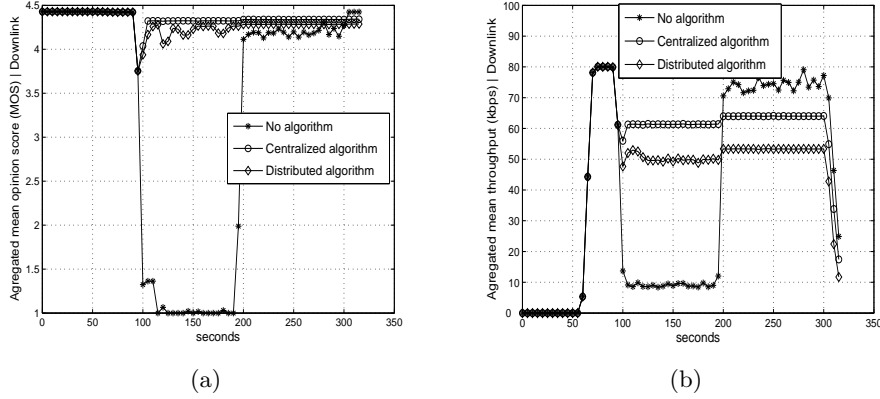 Agregated mean opinion score (MOS) | Downlink
4.5
4
3.5
3
2.5
2
1.5
1
0 50 100 150 200 250 300 350
seconds
No algorithm
Centralized algorithm
Distributed algorithm
(a)
Agregated mean throughput (kbps) | Downlink
100
90
80
70
60
50
40
30
20
10
0
0 50 100 150 200 250 300 350
seconds
No algorithm
Centralized algorithm
Distributed algorithm
(b)